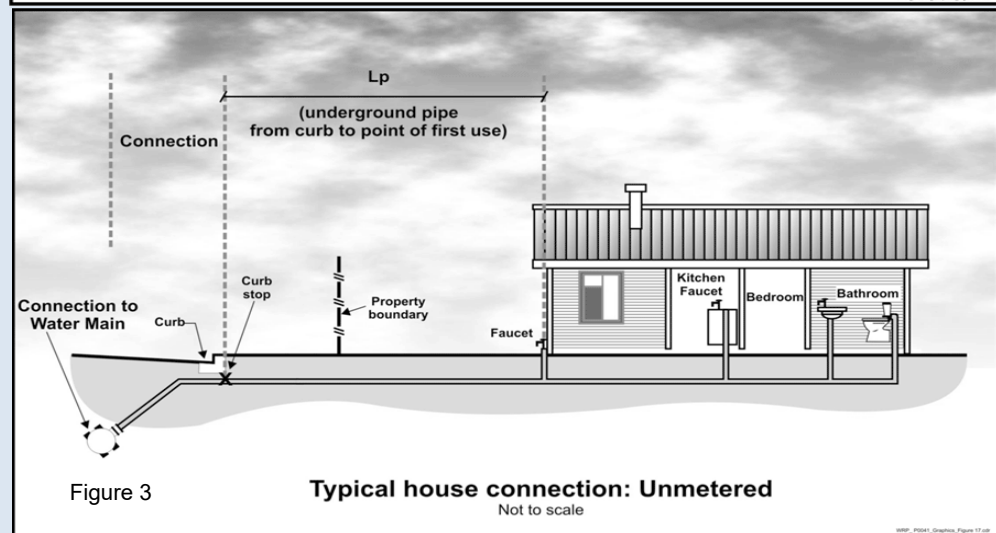 Lp
(underground pipe
from curb to point of first use)
Connection
Curb
stop
Property
boundary
Connection to
Water Main
Curb
Faucet
Kitchen
Faucet
Bedroom
Bathroom
Figure 3
Typical house connection: Unmetered
Not to scale